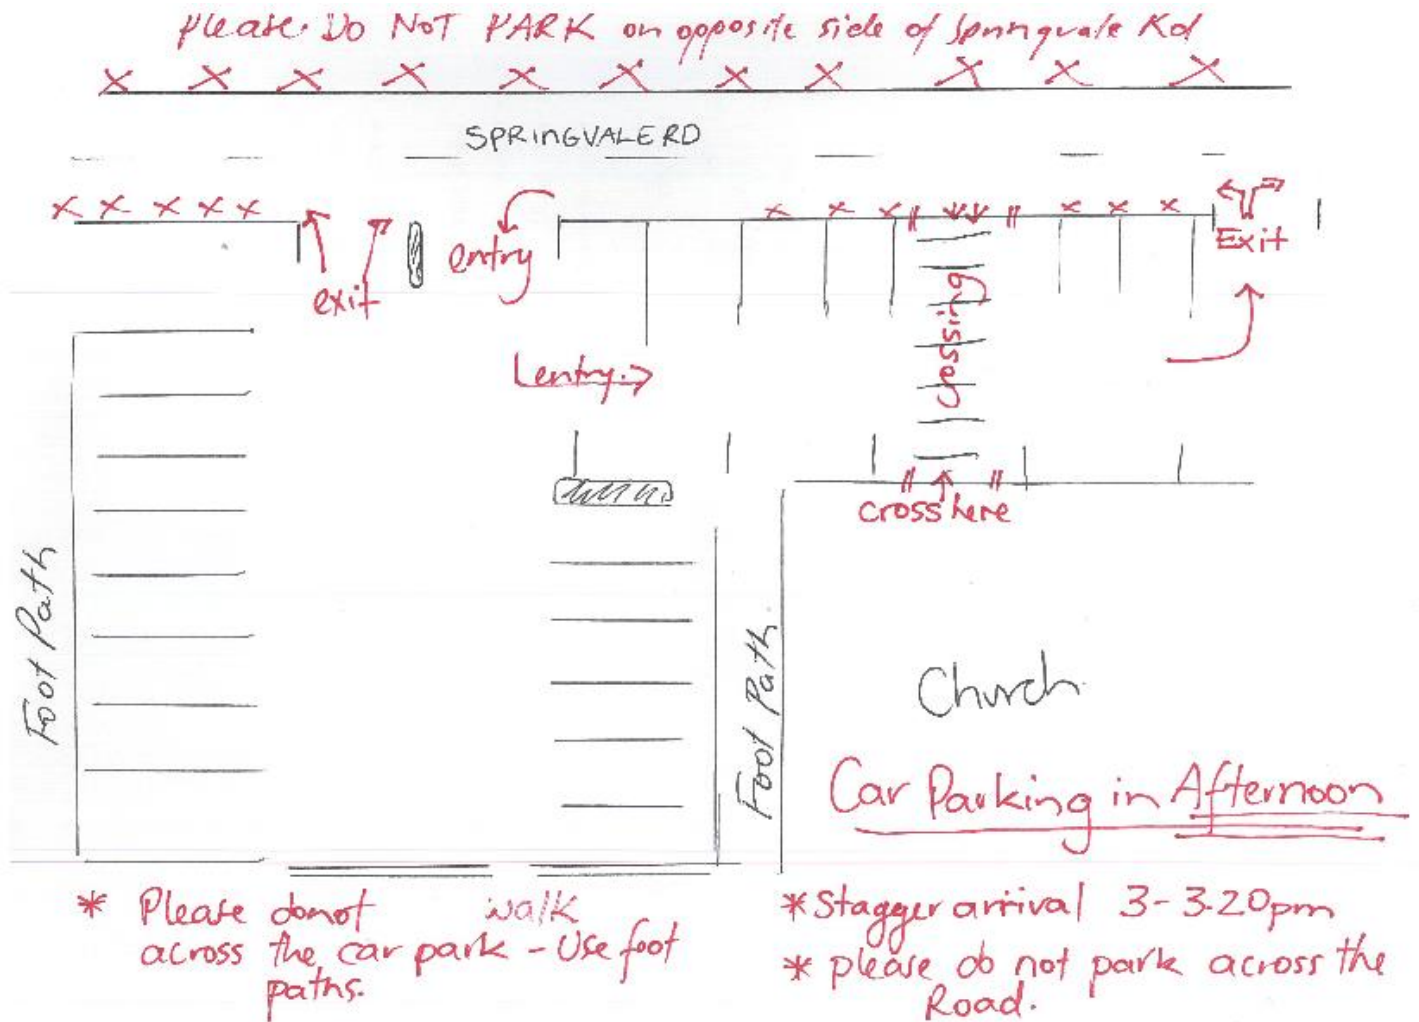 Please DO NOT PARK on opposite side of Springvale Rd
SPRINGVALE RD
entry
exit
Exit
entry
Crossing
cross here
Foot Path
Foot Path
Church
Car Parking in Afternoon
* Please donot walk
across the car park - Use foot
paths.
* Stagger arrival 3-3.20pm
* please do not park across the
Road.